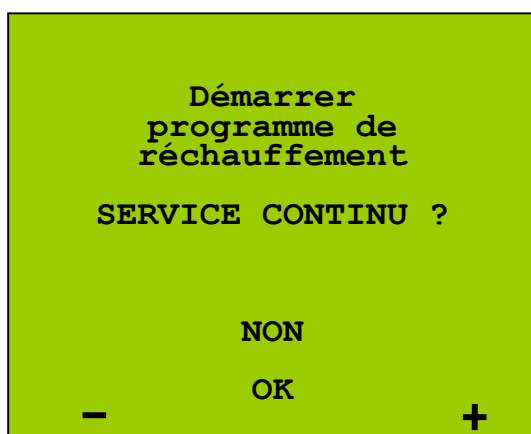 Démarrer
programme de
réchauffement
SERVICE CONTINU ?
NON
OK
- +